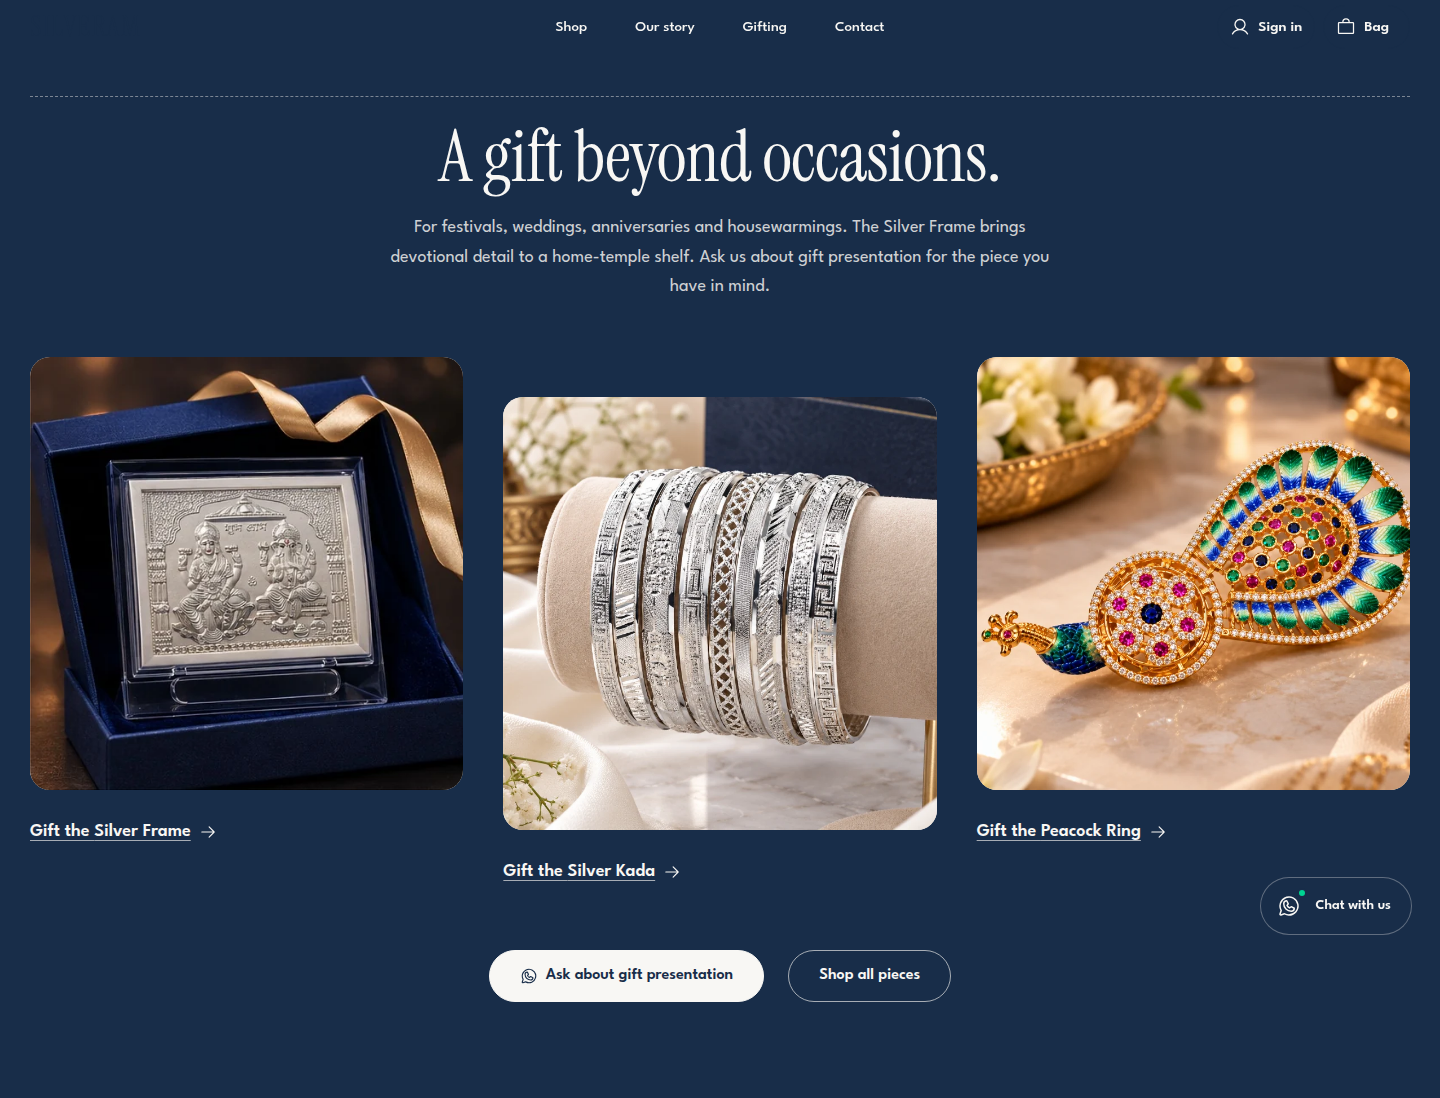 Shop Our story Gifting Contact Sign in Bag
A gift beyond occasions.
For festivals, weddings, anniversaries and housewarmings. The Silver Frame brings
devotional detail to a home-temple shelf. Ask us about gift presentation for the piece you
have in mind.
शुभ लाभ
Gift the Silver Frame
Gift the Silver Kada
Gift the Peacock Ring
Chat with us
Ask about gift presentation
Shop all pieces